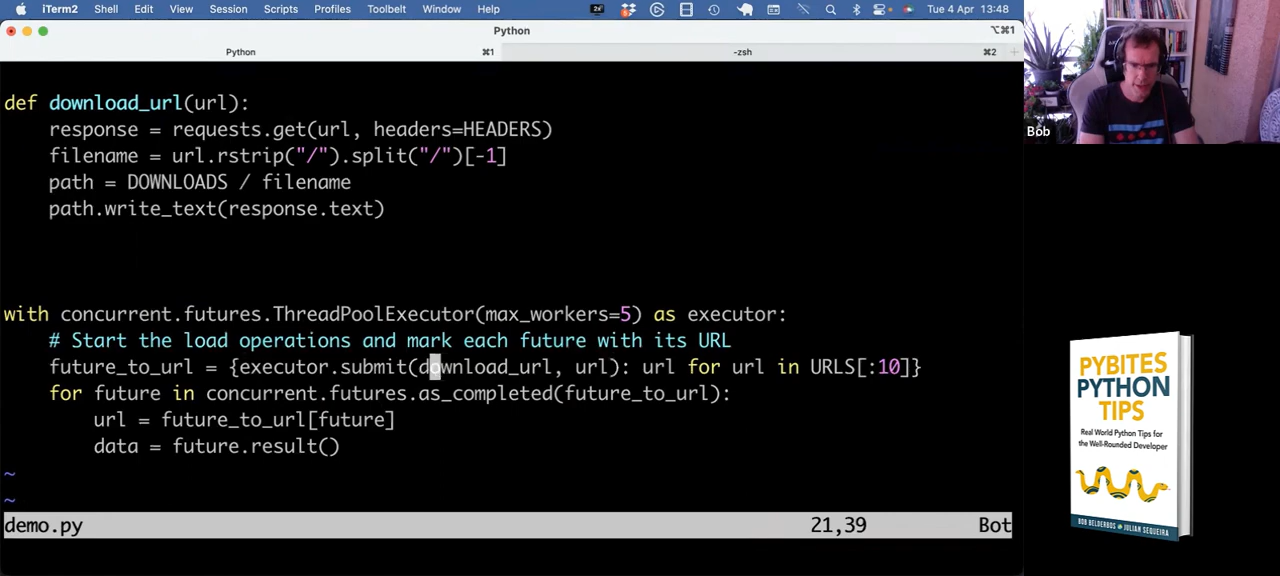 iTerm2 Shell Edit View Session Scripts Profiles Toolbelt Window Help 2x Tue 4 Apr 13:48
Python ⌥⌘1
Python ⌘1 -zsh ⌘2 +
def download_url(url):
    response = requests.get(url, headers=HEADERS)
    filename = url.rstrip("/").split("/")[-1]
    path = DOWNLOADS / filename
    path.write_text(response.text)
with concurrent.futures.ThreadPoolExecutor(max_workers=5) as executor:
    # Start the load operations and mark each future with its URL
    future_to_url = {executor.submit(download_url, url): url for url in URLS[:10]}
    for future in concurrent.futures.as_completed(future_to_url):
        url = future_to_url[future]
        data = future.result()
~
~
demo.py 21,39 Bot
Bob
PYBITES
PYTHON
TIPS
Real World Python Tips for
the Well-Rounded Developer
BOB BELDERBOS JULIAN SEQUEIRA